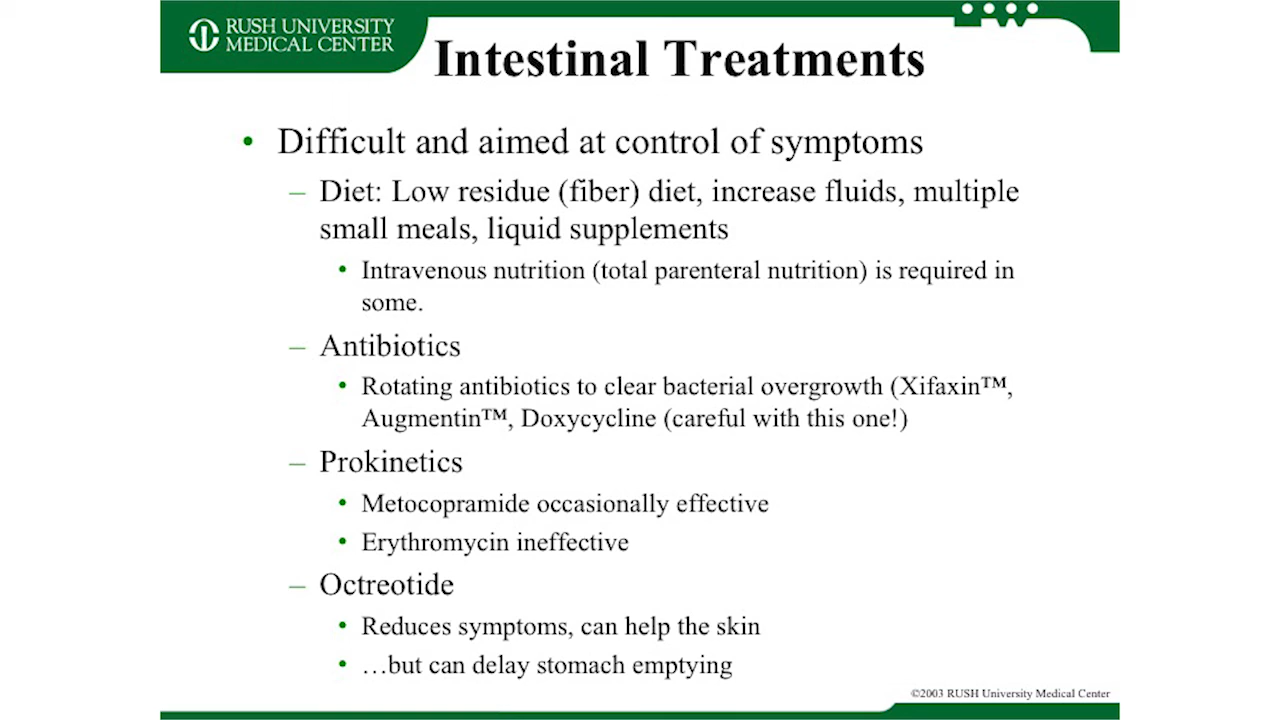 RUSH UNIVERSITY
MEDICAL CENTER
Intestinal Treatments
• Difficult and aimed at control of symptoms
– Diet: Low residue (fiber) diet, increase fluids, multiple
small meals, liquid supplements
• Intravenous nutrition (total parenteral nutrition) is required in
some.
– Antibiotics
• Rotating antibiotics to clear bacterial overgrowth (Xifaxin™,
Augmentin™, Doxycycline (careful with this one!)
– Prokinetics
• Metocopramide occasionally effective
• Erythromycin ineffective
– Octreotide
• Reduces symptoms, can help the skin
• …but can delay stomach emptying
©2003 RUSH University Medical Center